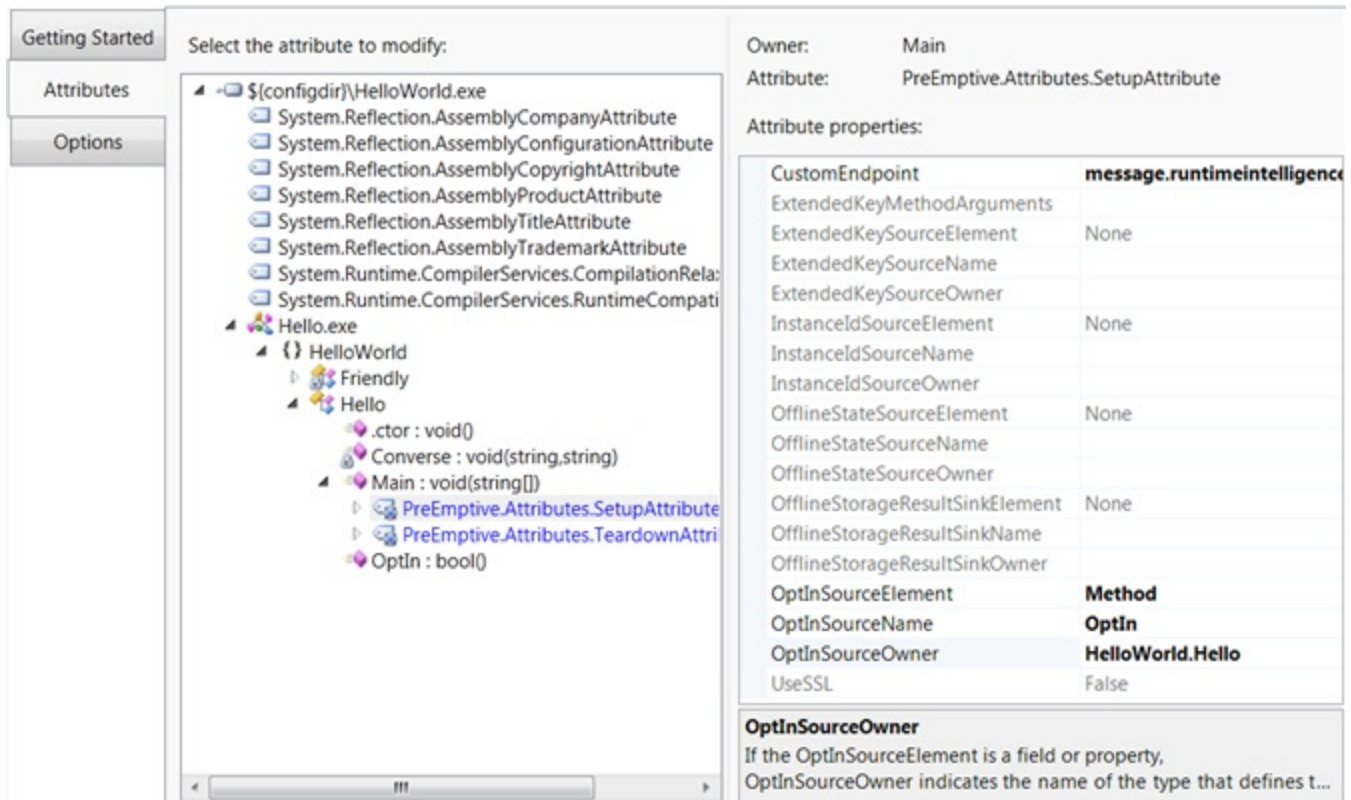 Getting Started
Attributes
Options
Select the attribute to modify:
${configdir}\HelloWorld.exe
System.Reflection.AssemblyCompanyAttribute
System.Reflection.AssemblyConfigurationAttribute
System.Reflection.AssemblyCopyrightAttribute
System.Reflection.AssemblyProductAttribute
System.Reflection.AssemblyTitleAttribute
System.Reflection.AssemblyTrademarkAttribute
System.Runtime.CompilerServices.CompilationRela
System.Runtime.CompilerServices.RuntimeCompati
Hello.exe
{} HelloWorld
Friendly
Hello
.ctor : void()
Converse : void(string,string)
Main : void(string[])
PreEmptive.Attributes.SetupAttribute
PreEmptive.Attributes.TeardownAttri
OptIn : bool()
Owner: Main
Attribute: PreEmptive.Attributes.SetupAttribute
Attribute properties:
CustomEndpoint message.runtimeintelligence
ExtendedKeyMethodArguments
ExtendedKeySourceElement None
ExtendedKeySourceName
ExtendedKeySourceOwner
InstanceIdSourceElement None
InstanceIdSourceName
InstanceIdSourceOwner
OfflineStateSourceElement None
OfflineStateSourceName
OfflineStateSourceOwner
OfflineStorageResultSinkElement None
OfflineStorageResultSinkName
OfflineStorageResultSinkOwner
OptInSourceElement Method
OptInSourceName OptIn
OptInSourceOwner HelloWorld.Hello
UseSSL False
OptInSourceOwner
If the OptInSourceElement is a field or property,
OptInSourceOwner indicates the name of the type that defines t...